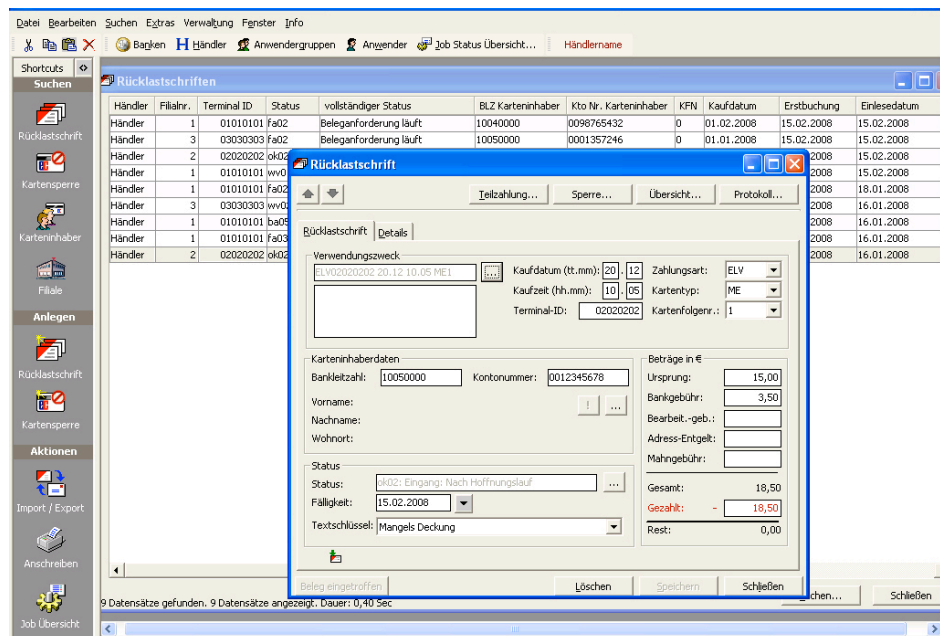 Datei Bearbeiten Suchen Extras Verwaltung Fenster Info
Banken H Händler Anwendergruppen Anwender Job Status Übersicht... Händlername
Shortcuts
Suchen
Rücklastschrift
Kartensperre
Karteninhaber
Filiale
Anlegen
Rücklastschrift
Kartensperre
Aktionen
Import / Export
Anschreiben
Job Übersicht
Rücklastschriften
Händler Filialnr. Terminal ID Status vollständiger Status BLZ Karteninhaber Kto Nr. Karteninhaber KFN Kaufdatum Erstbuchung Einlesedatum
Händler 1 01010101 fa02 Beleganforderung läuft 10040000 0098765432 0 01.02.2008 15.02.2008 15.02.2008
Händler 3 03030303 fa02 Beleganforderung läuft 10050000 0001357246 0 01.01.2008 15.02.2008 15.02.2008
Händler 2 02020202 ok02 2008 15.02.2008
Händler 1 01010101 wv0 2008 15.02.2008
Händler 1 01010101 fa02 2008 18.01.2008
Händler 3 03030303 wv02 2008 16.01.2008
Händler 1 01010101 ba05 2008 16.01.2008
Händler 1 01010101 fa03 2008 16.01.2008
Händler 2 02020202 ok02 2008 16.01.2008
Rücklastschrift
Teilzahlung... Sperre... Übersicht... Protokoll...
Rücklastschrift Details
Verwendungszweck
ELV02020202 20.12 10.05 ME1 ...
Kaufdatum (tt.mm): 20 . 12 Zahlungsart: ELV
Kaufzeit (hh.mm): 10 . 05 Kartentyp: ME
Terminal-ID: 02020202 Kartenfolgenr.: 1
Karteninhaberdaten
Bankleitzahl: 10050000 Kontonummer: 0012345678
Vorname: ! ...
Nachname:
Wohnort:
Beträge in €
Ursprung: 15,00
Bankgebühr: 3,50
Bearbeit.-geb.:
Adress-Entgelt:
Mahngebühr:
Gesamt: 18,50
Gezahlt: - 18,50
Rest: 0,00
Status
Status: ok02: Eingang: Nach Hoffnungslauf ...
Fälligkeit: 15.02.2008
Textschlüssel: Mangels Deckung
Beleg eingetroffen Löschen Speichern Schließen
9 Datensätze gefunden. 9 Datensätze angezeigt. Dauer: 0,40 Sec
chen... Schließen